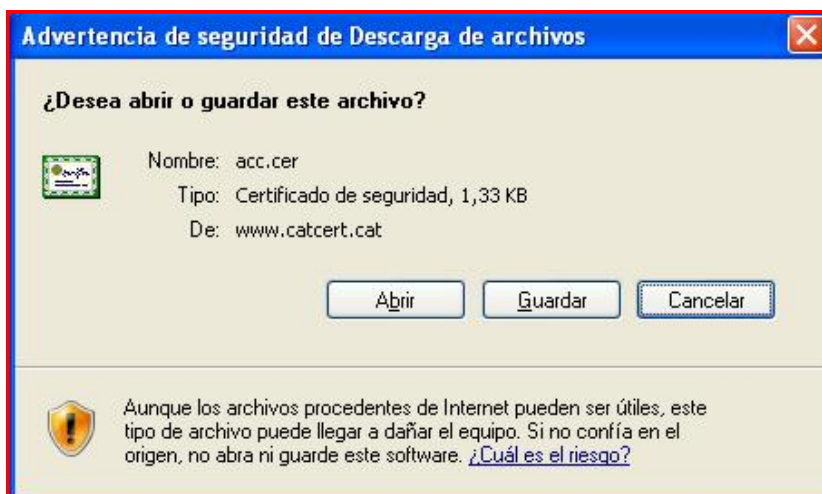 Advertencia de seguridad de Descarga de archivos
¿Desea abrir o guardar este archivo?
Nombre: acc.cer
Tipo: Certificado de seguridad, 1,33 KB
De: www.catcert.cat
Abrir Guardar Cancelar
Aunque los archivos procedentes de Internet pueden ser útiles, este
tipo de archivo puede llegar a dañar el equipo. Si no confía en el
origen, no abra ni guarde este software. ¿Cuál es el riesgo?